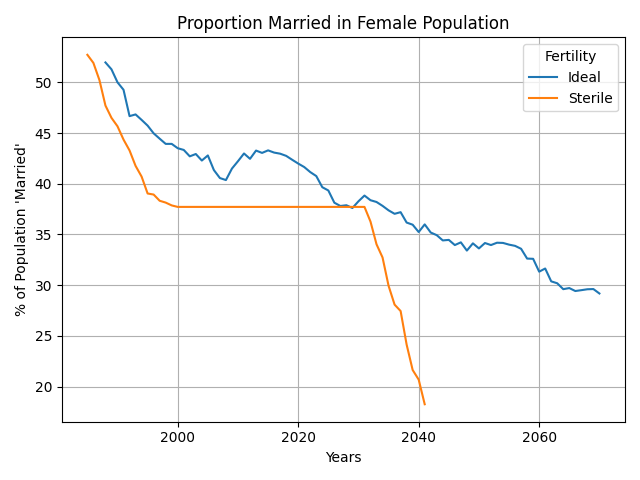 Proportion Married in Female Population
Fertility
Ideal
Sterile
% of Population 'Married'
50
45
40
35
30
25
20
2000
2020
2040
2060
Years